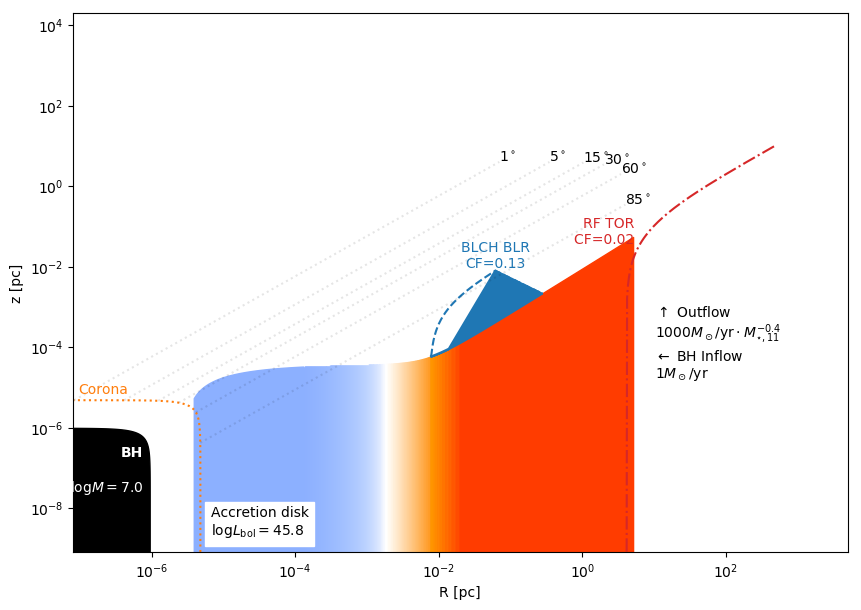 10^4
10^2
10^0
10^-2
10^-4
10^-6
10^-8
z [pc]
1° 5° 15° 30°
60°
85°
RF TOR
CF=0.02
BLCH BLR
CF=0.13
↑ Outflow
1000M⊙/yr · M⋆,11^-0.4
← BH Inflow
1M⊙/yr
Corona
BH
logM = 7.0
Accretion disk
logL_bol = 45.8
10^-6 10^-4 10^-2 10^0 10^2
R [pc]